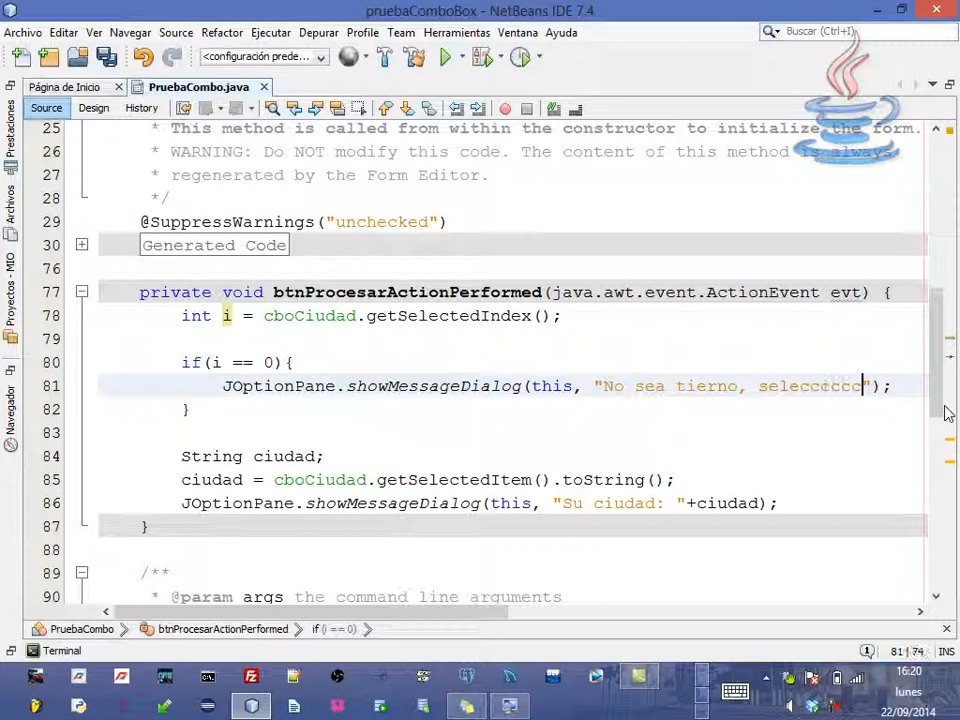 pruebaComboBox - NetBeans IDE 7.4
Archivo Editar Ver Navegar Source Refactor Ejecutar Depurar Profile Team Herramientas Ventana Ayuda
Buscar (Ctrl+I)
<configuración prede...
Página de Inicio
PruebaCombo.java
Source Design History
25 * This method is called from within the constructor to initialize the form.
26 * WARNING: Do NOT modify this code. The content of this method is always
27 * regenerated by the Form Editor.
28 */
29 @SuppressWarnings("unchecked")
30 Generated Code
76
77 private void btnProcesarActionPerformed(java.awt.event.ActionEvent evt) {
78 int i = cboCiudad.getSelectedIndex();
79
80 if(i == 0){
81 JOptionPane.showMessageDialog(this, "No sea tierno, selecccccc");
82 }
83
84 String ciudad;
85 ciudad = cboCiudad.getSelectedItem().toString();
86 JOptionPane.showMessageDialog(this, "Su ciudad: "+ciudad);
87 }
88
89 /**
90 * @param args the command line arguments
Prestaciones
Archivos
Proyectos - MIO
Navegador
PruebaCombo btnProcesarActionPerformed if (i == 0)
Terminal
81 | 74 INS
16:20
lunes
22/09/2014